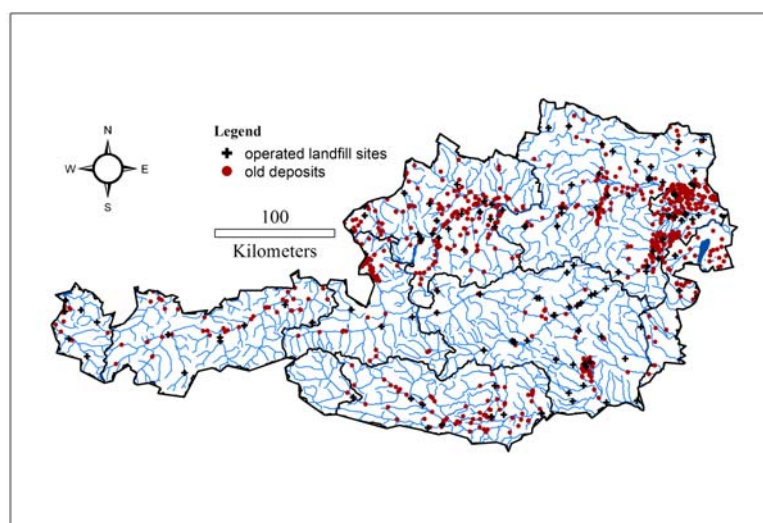 N
W E
S
Legend
operated landfill sites
old deposits
100
Kilometers